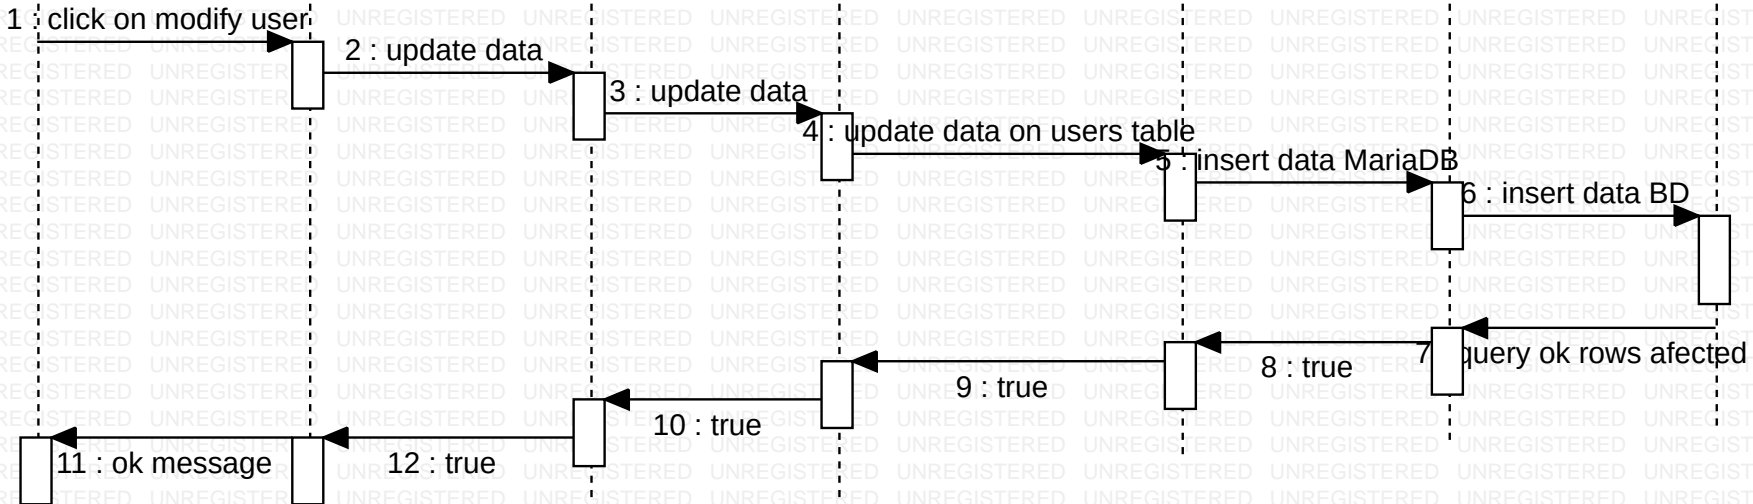 1 : click on modify user
2 : update data
3 : update data
4 : update data on users table
5 : insert data MariaDB
6 : insert data BD
7 : query ok rows afected
8 : true
9 : true
10 : true
11 : ok message
12 : true
UNREGISTERED